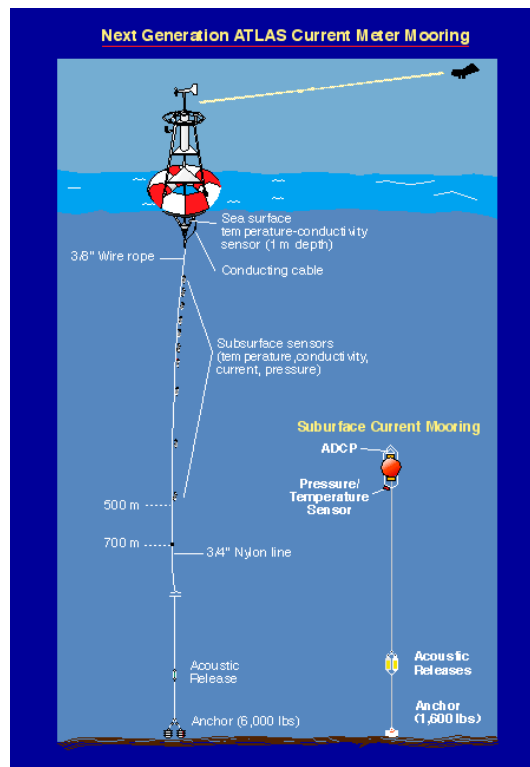 Next Generation ATLAS Current Meter Mooring
Sea surface
temperature-conductivity
sensor (1 m depth)
3/8" Wire rope
Conducting cable
Subsurface sensors
(temperature,conductivity,
current, pressure)
Suburface Current Mooring
ADCP
Pressure/
Temperature
Sensor
500 m
700 m
3/4" Nylon line
Acoustic
Release
Acoustic
Releases
Anchor (6,000 lbs)
Anchor
(1,600 lbs)